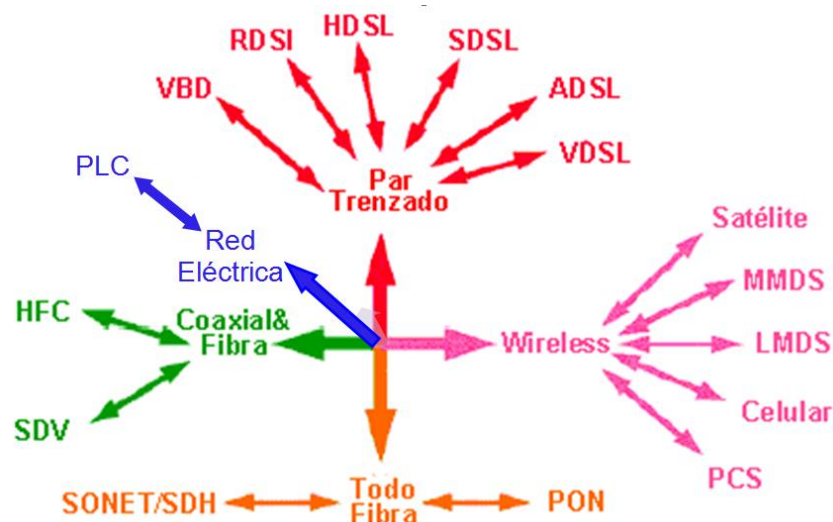 HDSL
RDSI
SDSL
VBD
ADSL
VDSL
PLC
Par
Trenzado
Satélite
Red
Eléctrica
MMDS
HFC
Coaxial&
Fibra
Wireless
LMDS
Celular
SDV
PCS
SONET/SDH
Todo
Fibra
PON